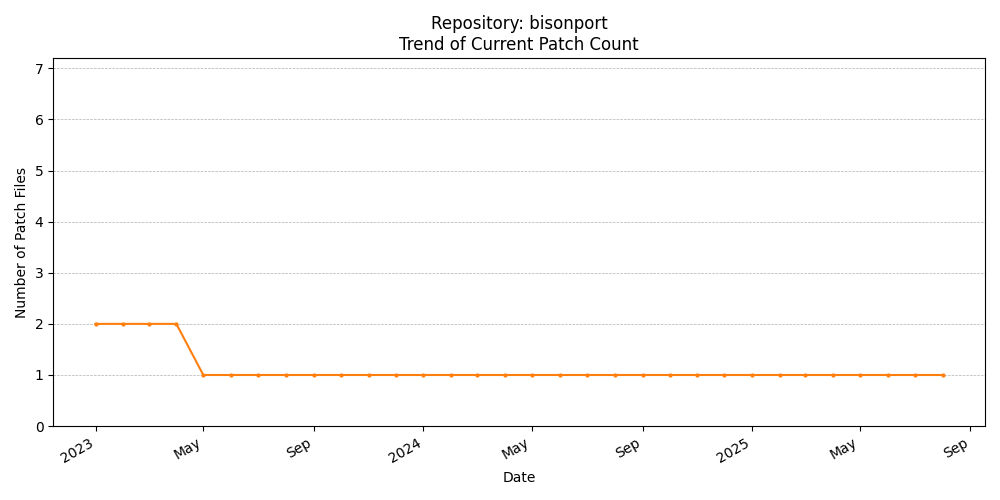 Repository: bisonport
Trend of Current Patch Count
Number of Patch Files
7
6
5
4
3
2
1
0
2023
May
Sep
2024
May
Sep
2025
May
Sep
Date